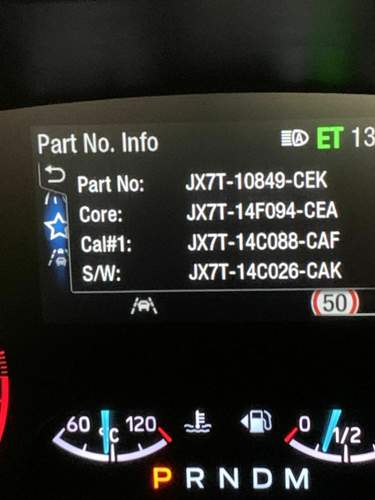 Part No. Info ET 13
Part No: JX7T-10849-CEK
Core: JX7T-14F094-CEA
Cal#1: JX7T-14C088-CAF
S/W: JX7T-14C026-CAK
50
60 °C 120 0 1/2
P R N D M